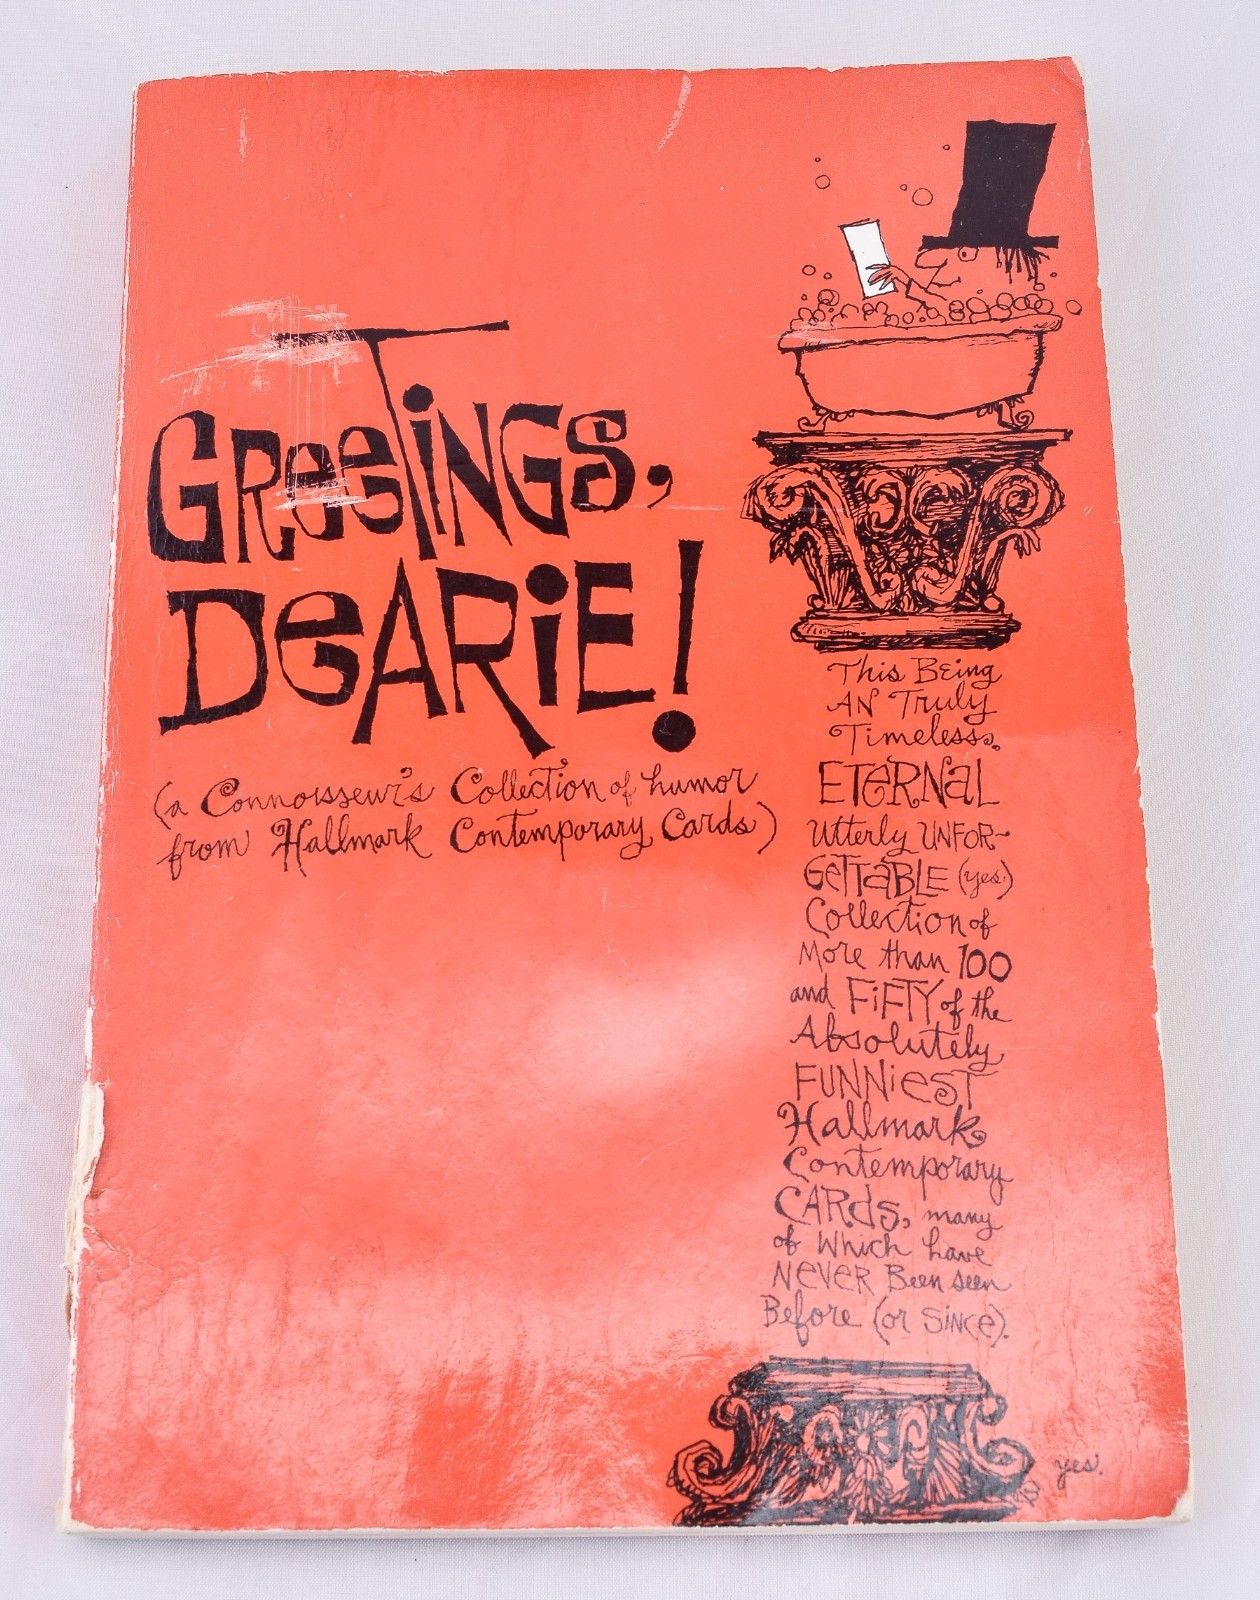 GReeTiNGS,
DeARiE!
(a Connoisseur's Collection of humor
from Hallmark Contemporary Cards)
This Being
AN Truly
Timeless,
ETeRNaL
Utterly UNFOR-
GeTTaBLE (yes)
Collection of
More than 100
and FiFTY of the
Absolutely
FUNNiEST
Hallmark
Contemporary
CARds, many
of Which have
NEVER Been seen
Before (or SiNCe).
yes.